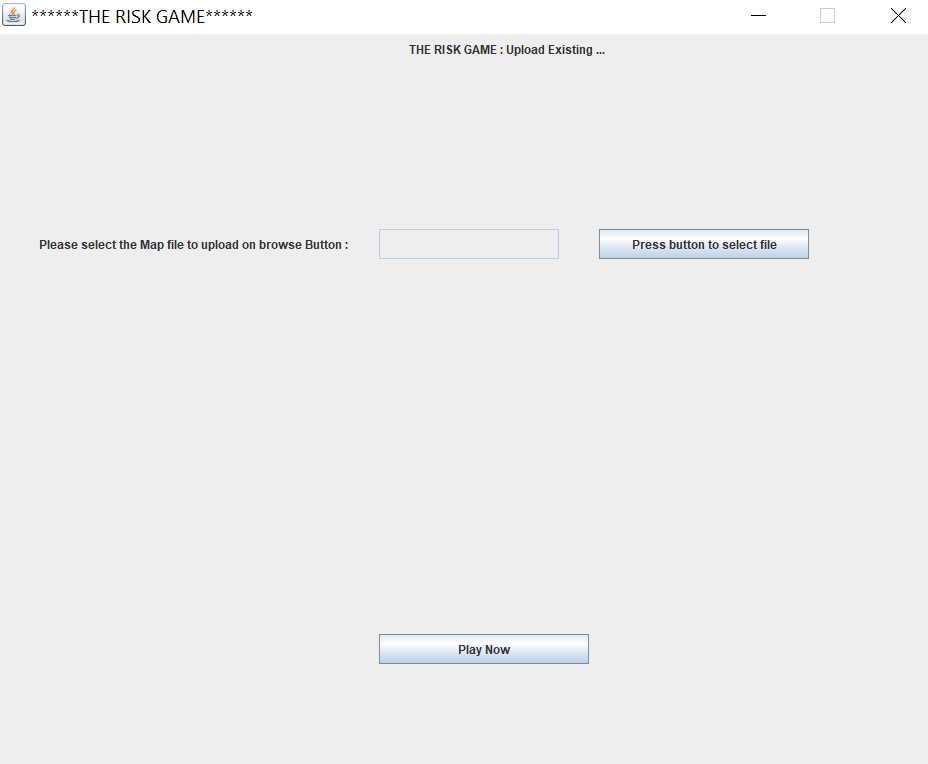 ******THE RISK GAME******
THE RISK GAME : Upload Existing ...
Please select the Map file to upload on browse Button :
Press button to select file
Play Now